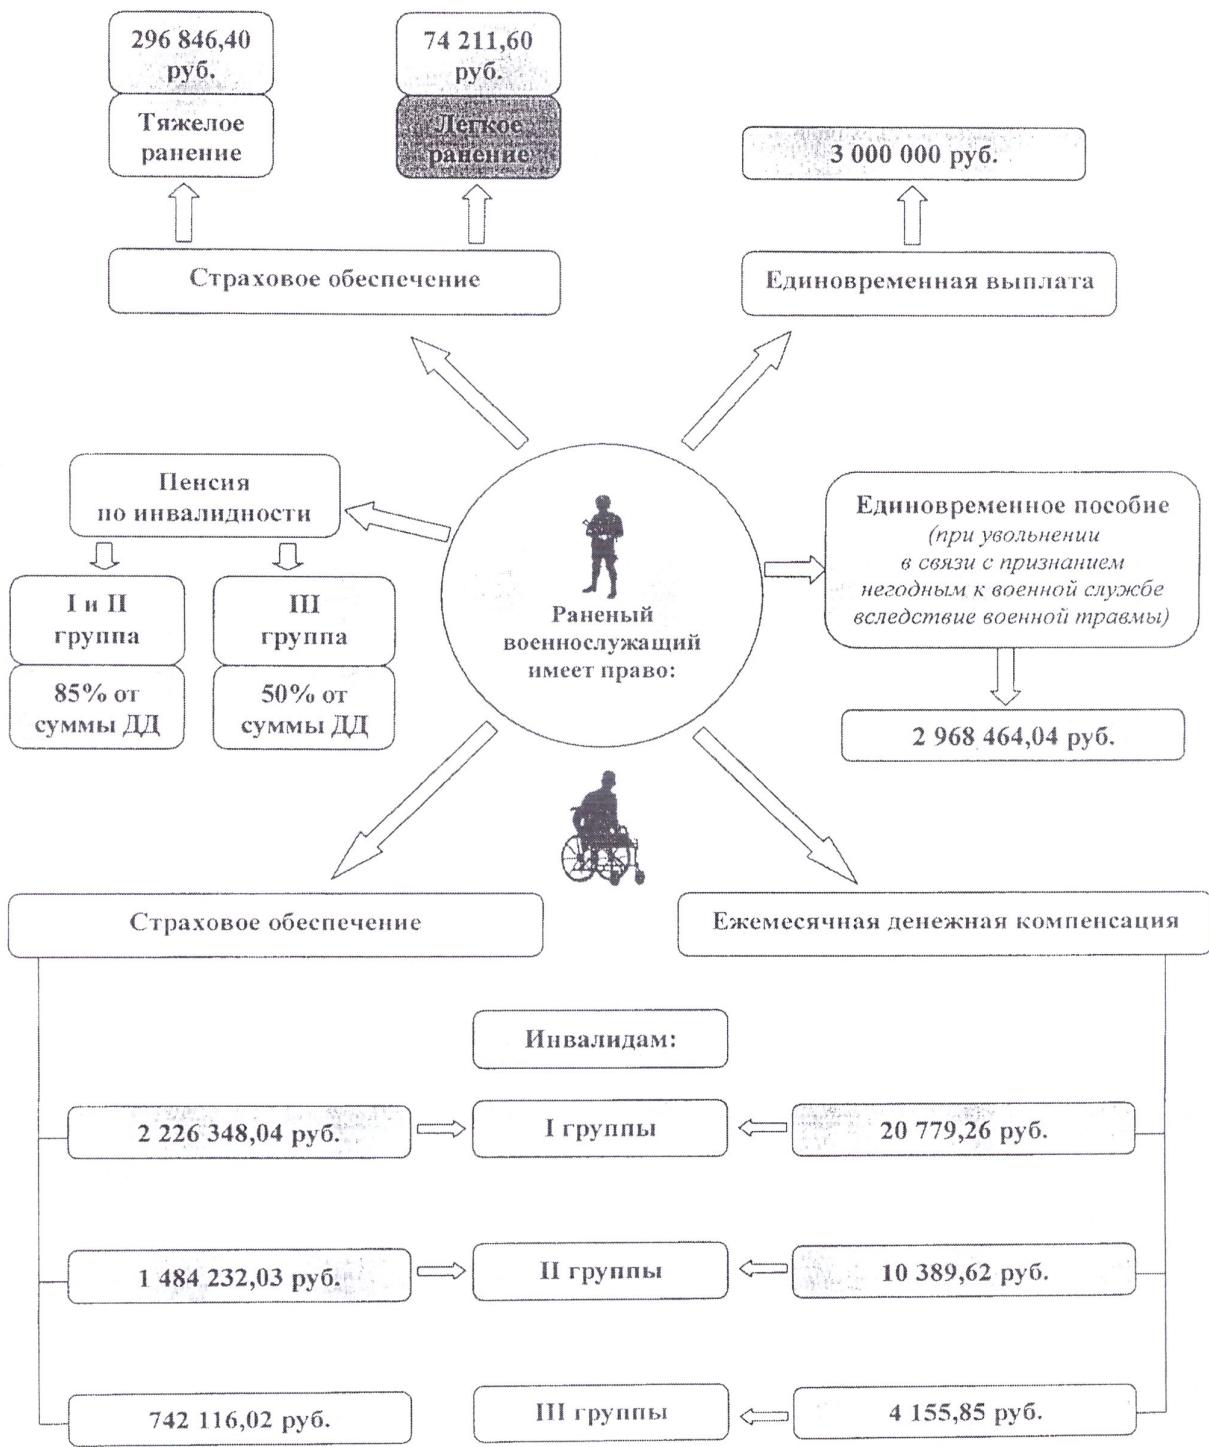 296 846,40
руб.
Тяжелое
ранение
74 211,60
руб.
Легкое
ранение
3 000 000 руб.
Страховое обеспечение
Единовременная выплата
Пенсия
по инвалидности
I и II
группа
85% от
суммы ДД
III
группа
50% от
суммы ДД
Раненый
военнослужащий
имеет право:
Единовременное пособие
(при увольнении
в связи с признанием
негодным к военной службе
вследствие военной травмы)
2 968 464,04 руб.
Страховое обеспечение
Ежемесячная денежная компенсация
Инвалидам:
2 226 348,04 руб.
I группы
20 779,26 руб.
1 484 232,03 руб.
II группы
10 389,62 руб.
742 116,02 руб.
III группы
4 155,85 руб.